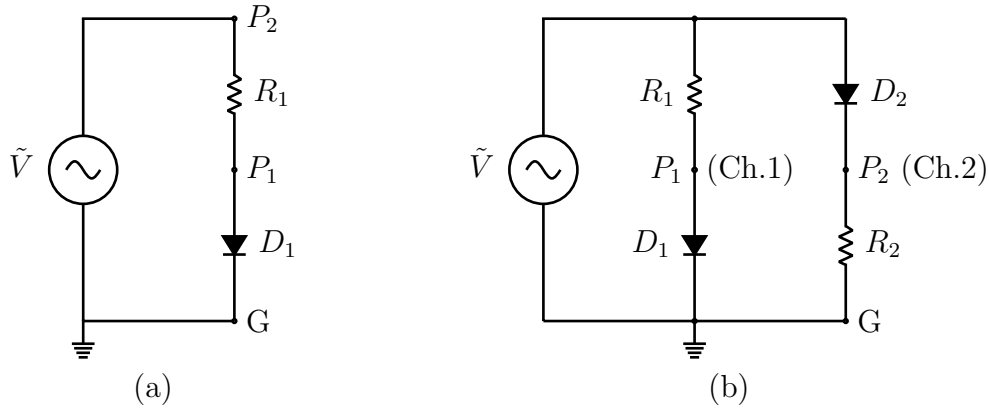 P₂
R₁
Ṽ
P₁
D₁
G
(a)
R₁
D₂
Ṽ
P₁ (Ch.1)
P₂ (Ch.2)
D₁
R₂
G
(b)